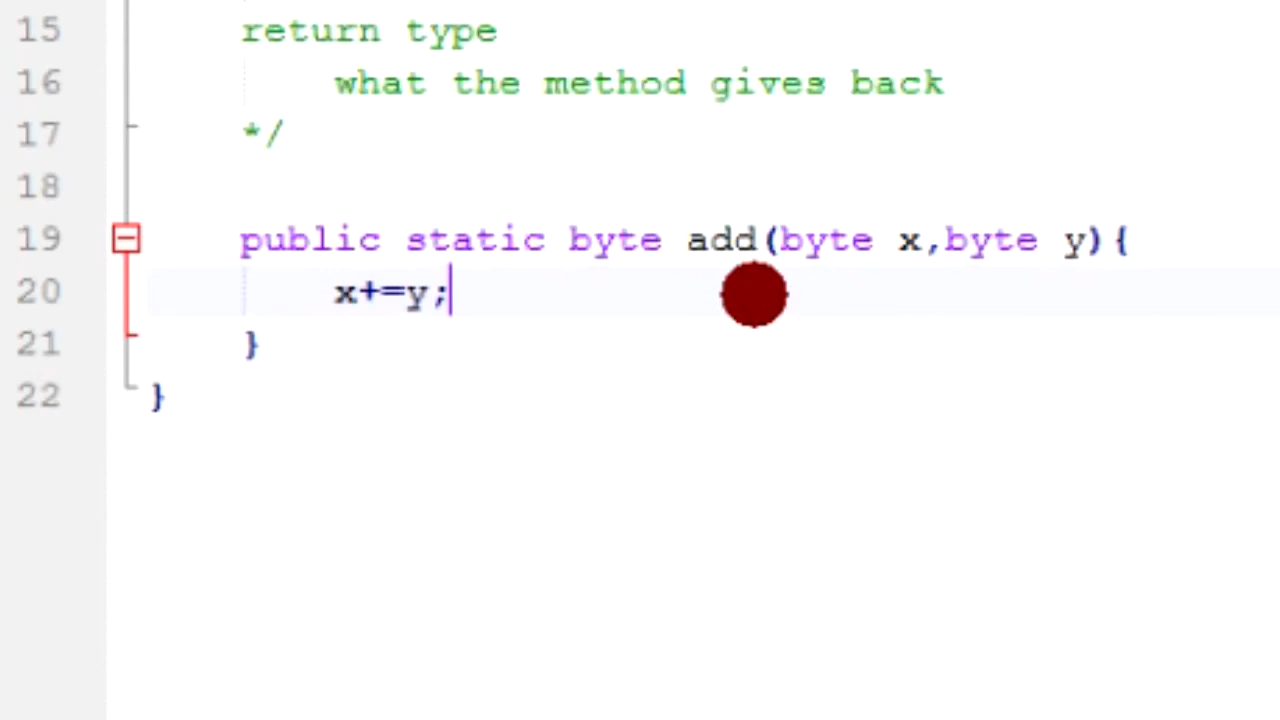 15 return type
16 what the method gives back
17 */
18
19 public static byte add(byte x,byte y){
20 x+=y;
21 }
22 }